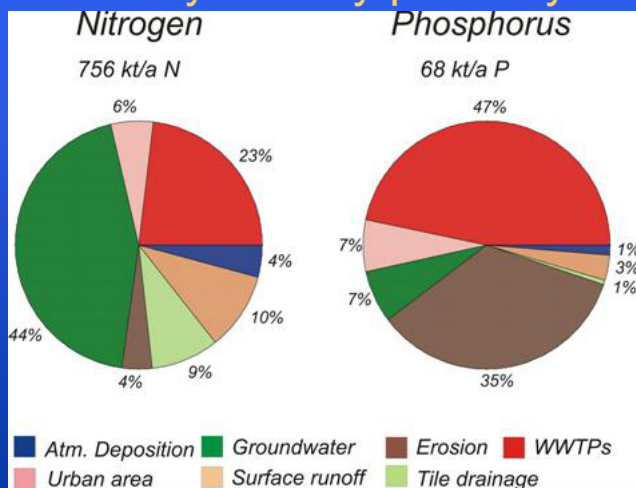 Nitrogen
Phosphorus
756 kt/a N
68 kt/a P
6%
23%
4%
10%
9%
4%
44%
47%
1%
3%
1%
35%
7%
7%
Atm. Deposition
Groundwater
Erosion
WWTPs
Urban area
Surface runoff
Tile drainage